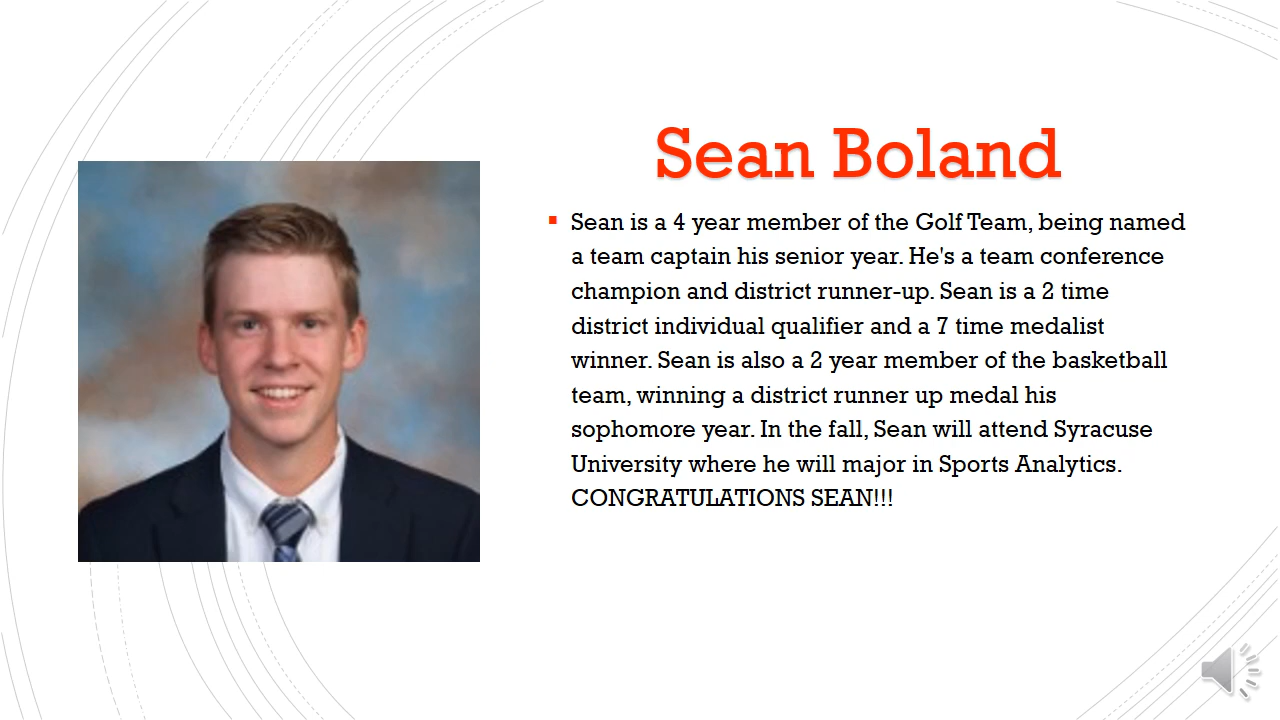 Sean Boland
Sean is a 4 year member of the Golf Team, being named
a team captain his senior year. He's a team conference
champion and district runner-up. Sean is a 2 time
district individual qualifier and a 7 time medalist
winner. Sean is also a 2 year member of the basketball
team, winning a district runner up medal his
sophomore year. In the fall, Sean will attend Syracuse
University where he will major in Sports Analytics.
CONGRATULATIONS SEAN!!!